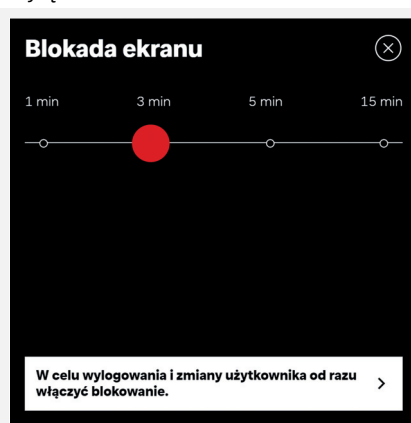 Blokada ekranu
1 min 3 min 5 min 15 min
W celu wylogowania i zmiany użytkownika od razu
włączyć blokowanie.